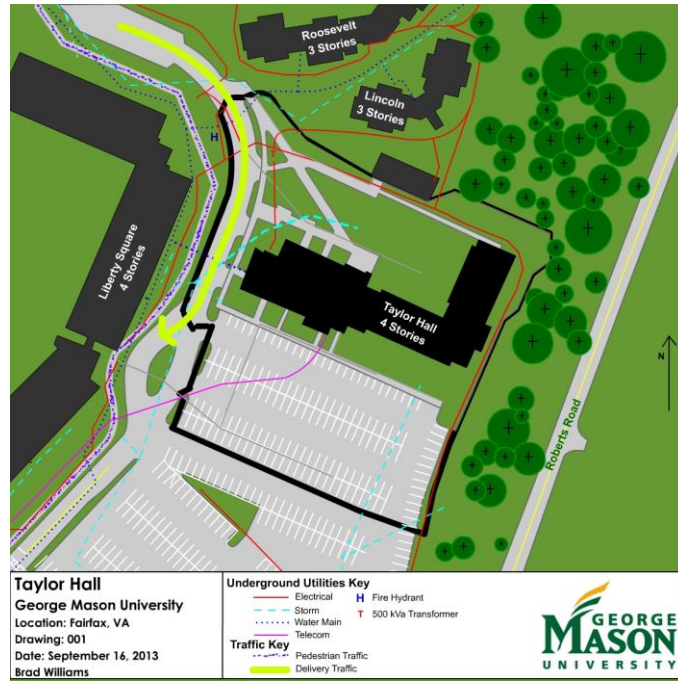 Roosevelt
3 Stories
Lincoln
3 Stories
H
Liberty Square
4 Stories
Taylor Hall
4 Stories
N
Roberts Road
Taylor Hall
George Mason University
Location: Fairfax, VA
Drawing: 001
Date: September 16, 2013
Brad Williams
Underground Utilities Key
Electrical
Storm
Water Main
Telecom
H Fire Hydrant
T 500 kVa Transformer
Traffic Key
Pedestrian Traffic
Delivery Traffic
GEORGE
MASON
UNIVERSITY